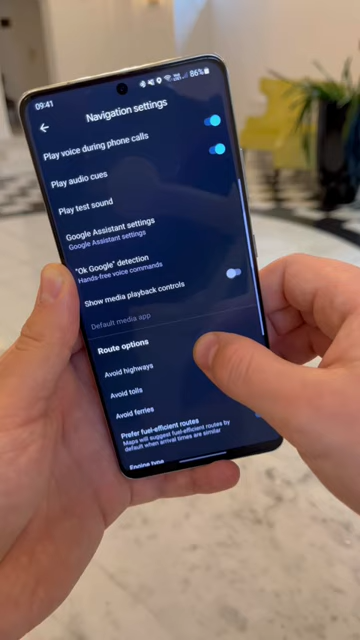 09:41
86%
Navigation settings
Play voice during phone calls
Play audio cues
Play test sound
Google Assistant settings
Google Assistant settings
"Ok Google" detection
Hands-free voice commands
Show media playback controls
Default media app
Route options
Avoid highways
Avoid tolls
Avoid ferries
Prefer fuel-efficient routes
Maps will suggest fuel-efficient routes by
default when arrival times are similar
Engine type